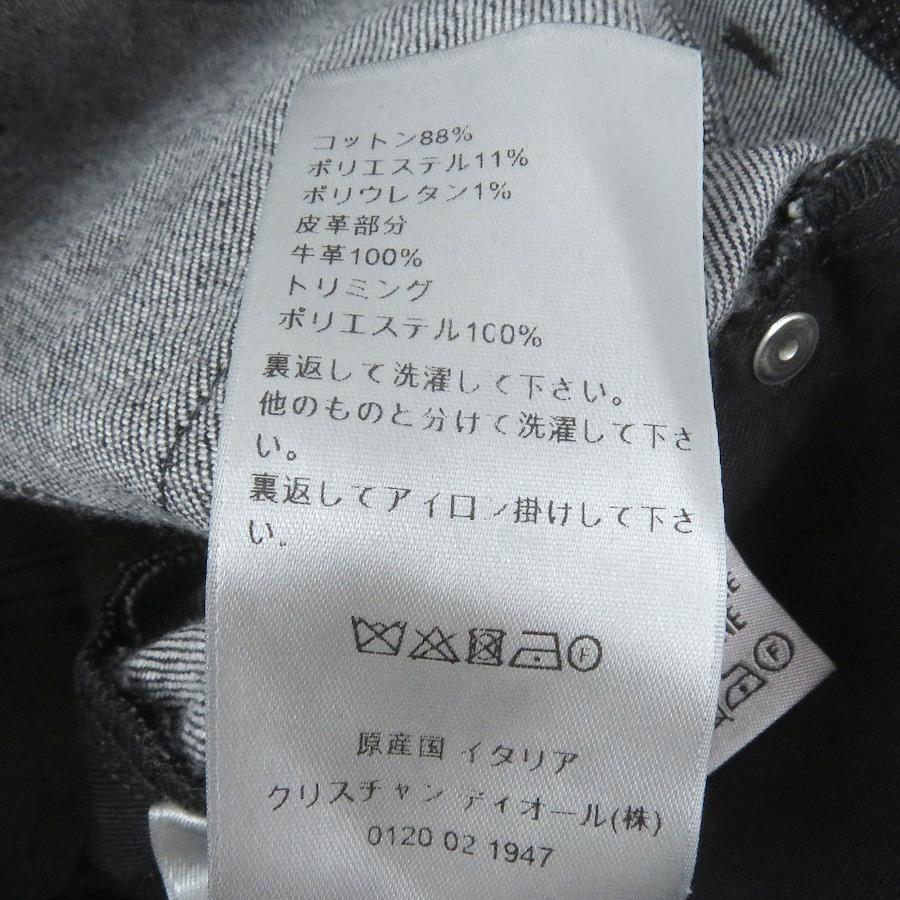 コットン88%
ポリエステル11%
ポリウレタン1%
皮革部分
牛革100%
トリミング
ポリエステル100%
裏返して洗濯して下さい。
他のものと分けて洗濯して下さ
い。
裏返してアイロン掛けして下さ
い。
F
原産国 イタリア
クリスチャン ディオール(株)
0120 02 1947
F